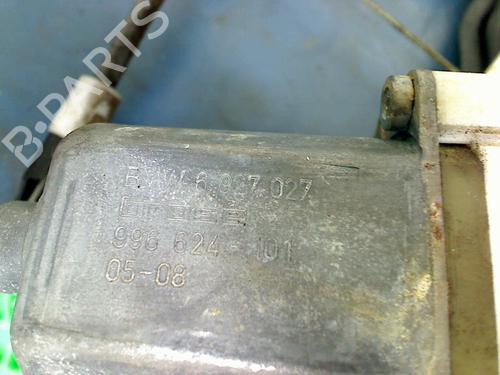 B-PARTS
BMW 6 927 027
BROSE
996 624-101
05-08